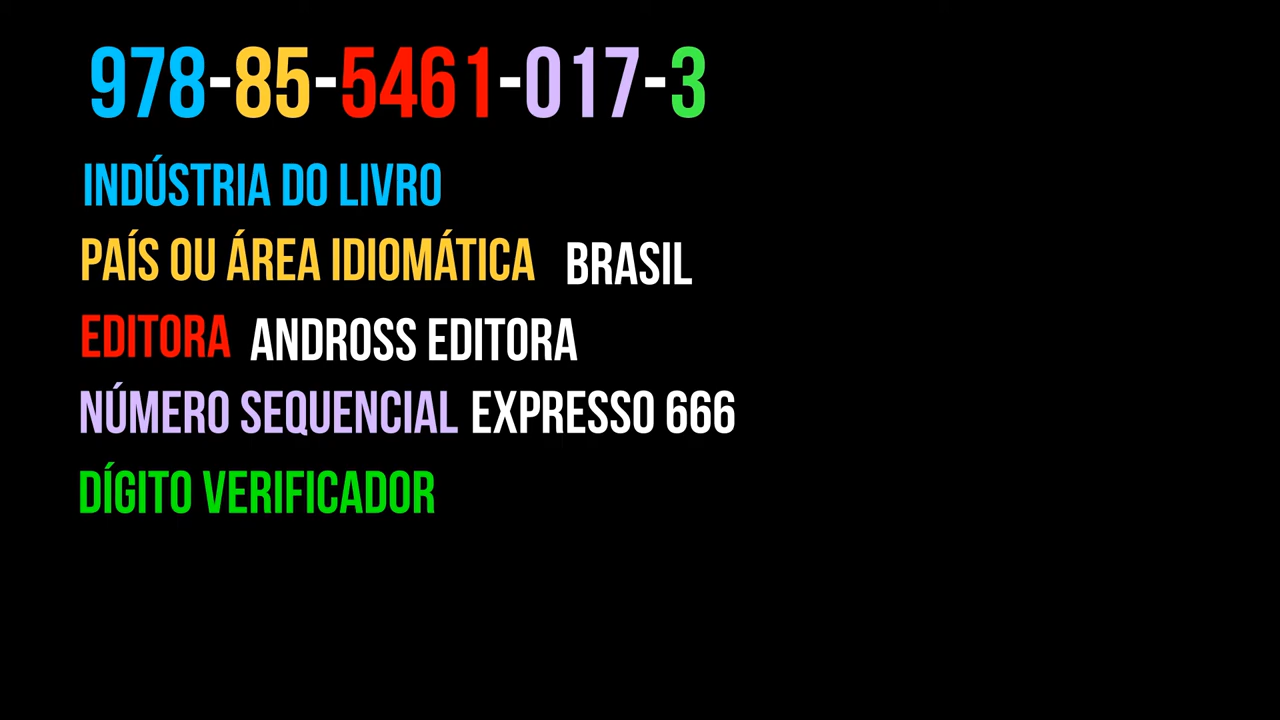 978-85-5461-017-3
INDÚSTRIA DO LIVRO
PAÍS OU ÁREA IDIOMÁTICA BRASIL
EDITORA ANDROSS EDITORA
NÚMERO SEQUENCIAL EXPRESSO 666
DÍGITO VERIFICADOR